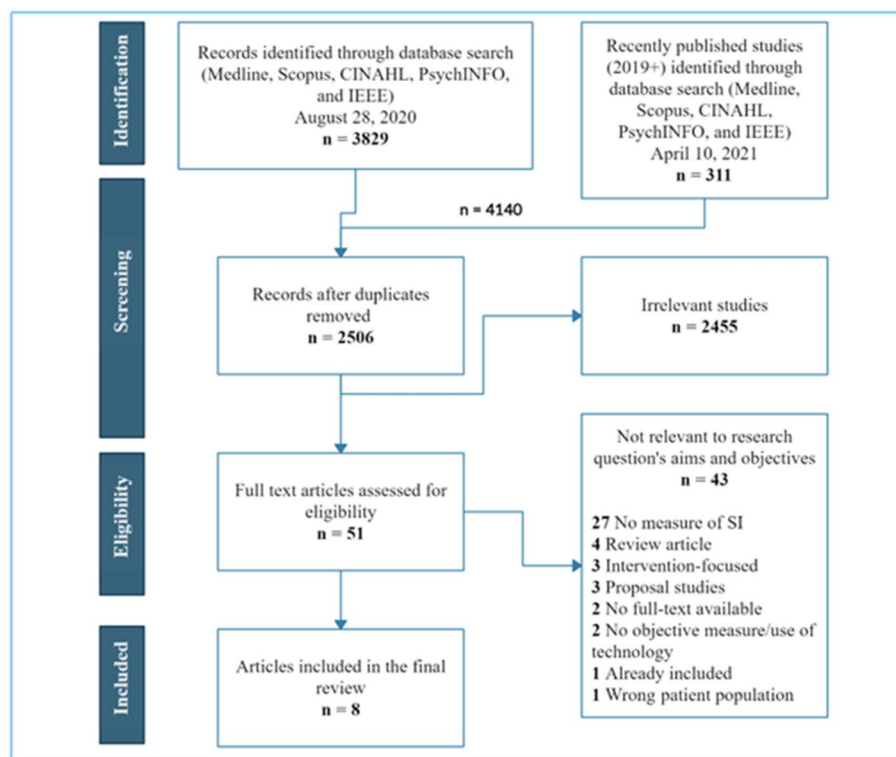 Identification
Records identified through database search
(Medline, Scopus, CINAHL, PsychINFO,
and IEEE)
August 28, 2020
n = 3829
Recently published studies
(2019+) identified through
database search (Medline,
Scopus, CINAHL,
PsychINFO, and IEEE)
April 10, 2021
n = 311
n = 4140
Screening
Records after duplicates
removed
n = 2506
Irrelevant studies
n = 2455
Eligibility
Full text articles assessed for
eligibility
n = 51
Not relevant to research
question's aims and objectives
n = 43
27 No measure of SI
4 Review article
3 Intervention-focused
3 Proposal studies
2 No full-text available
2 No objective measure/use of
technology
1 Already included
1 Wrong patient population
Included
Articles included in the final
review
n = 8